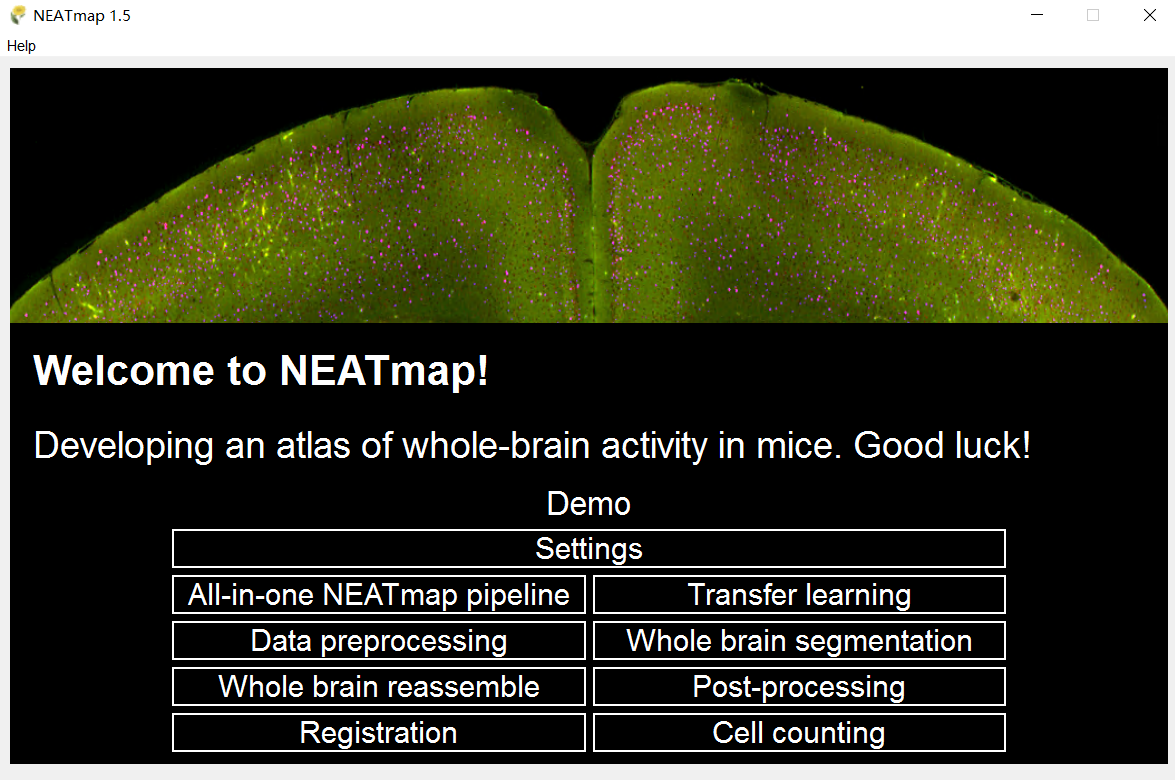 NEATmap 1.5
Help
Welcome to NEATmap!
Developing an atlas of whole-brain activity in mice. Good luck!
Demo
Settings
All-in-one NEATmap pipeline
Transfer learning
Data preprocessing
Whole brain segmentation
Whole brain reassemble
Post-processing
Registration
Cell counting